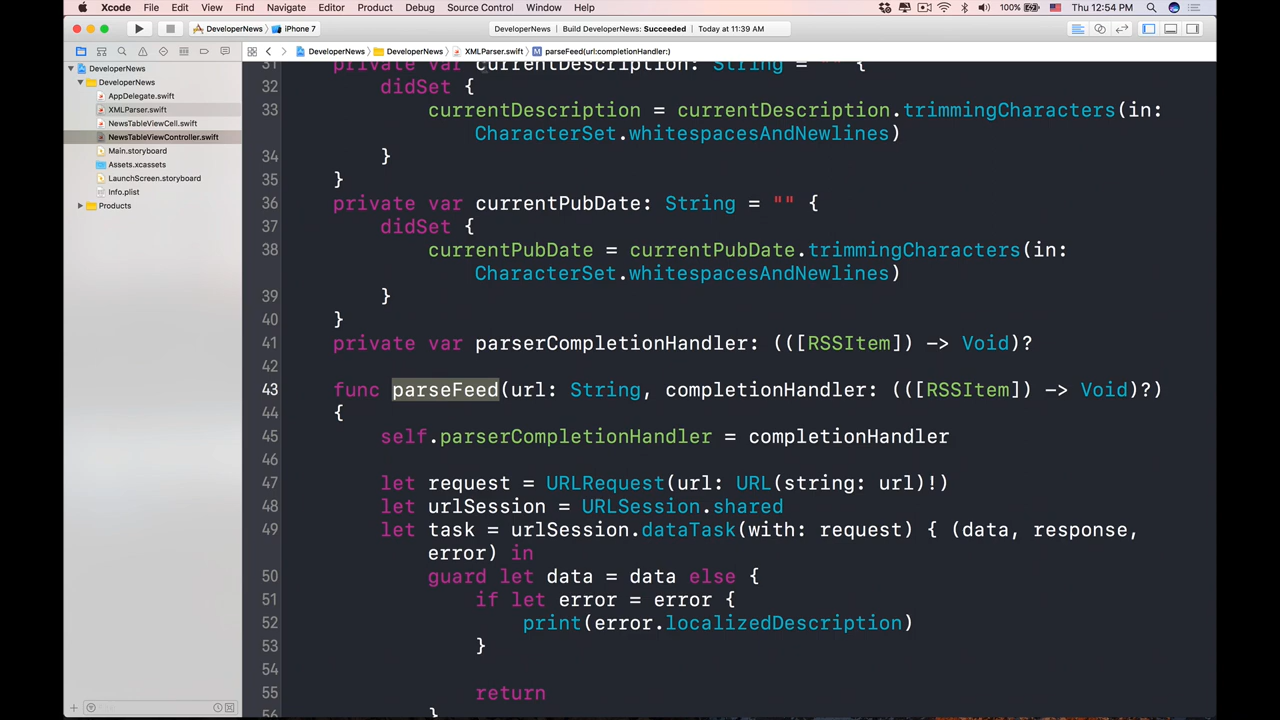 Xcode File Edit View Find Navigate Editor Product Debug Source Control Window Help 100% Thu 12:54 PM
DeveloperNews iPhone 7 DeveloperNews Build DeveloperNews: Succeeded Today at 11:39 AM
DeveloperNews DeveloperNews XMLParser.swift M parseFeed(url:completionHandler:)
DeveloperNews
DeveloperNews
AppDelegate.swift
XMLParser.swift
NewsTableViewCell.swift
NewsTableViewController.swift
Main.storyboard
Assets.xcassets
LaunchScreen.storyboard
Info.plist
Products
31 private var currentDescription: String = "" {
32 didSet {
33 currentDescription = currentDescription.trimmingCharacters(in:
CharacterSet.whitespacesAndNewlines)
34 }
35 }
36 private var currentPubDate: String = "" {
37 didSet {
38 currentPubDate = currentPubDate.trimmingCharacters(in:
CharacterSet.whitespacesAndNewlines)
39 }
40 }
41 private var parserCompletionHandler: (([RSSItem]) -> Void)?
42
43 func parseFeed(url: String, completionHandler: (([RSSItem]) -> Void)?)
44 {
45 self.parserCompletionHandler = completionHandler
46
47 let request = URLRequest(url: URL(string: url)!)
48 let urlSession = URLSession.shared
49 let task = urlSession.dataTask(with: request) { (data, response,
error) in
50 guard let data = data else {
51 if let error = error {
52 print(error.localizedDescription)
53 }
54
55 return
56 }